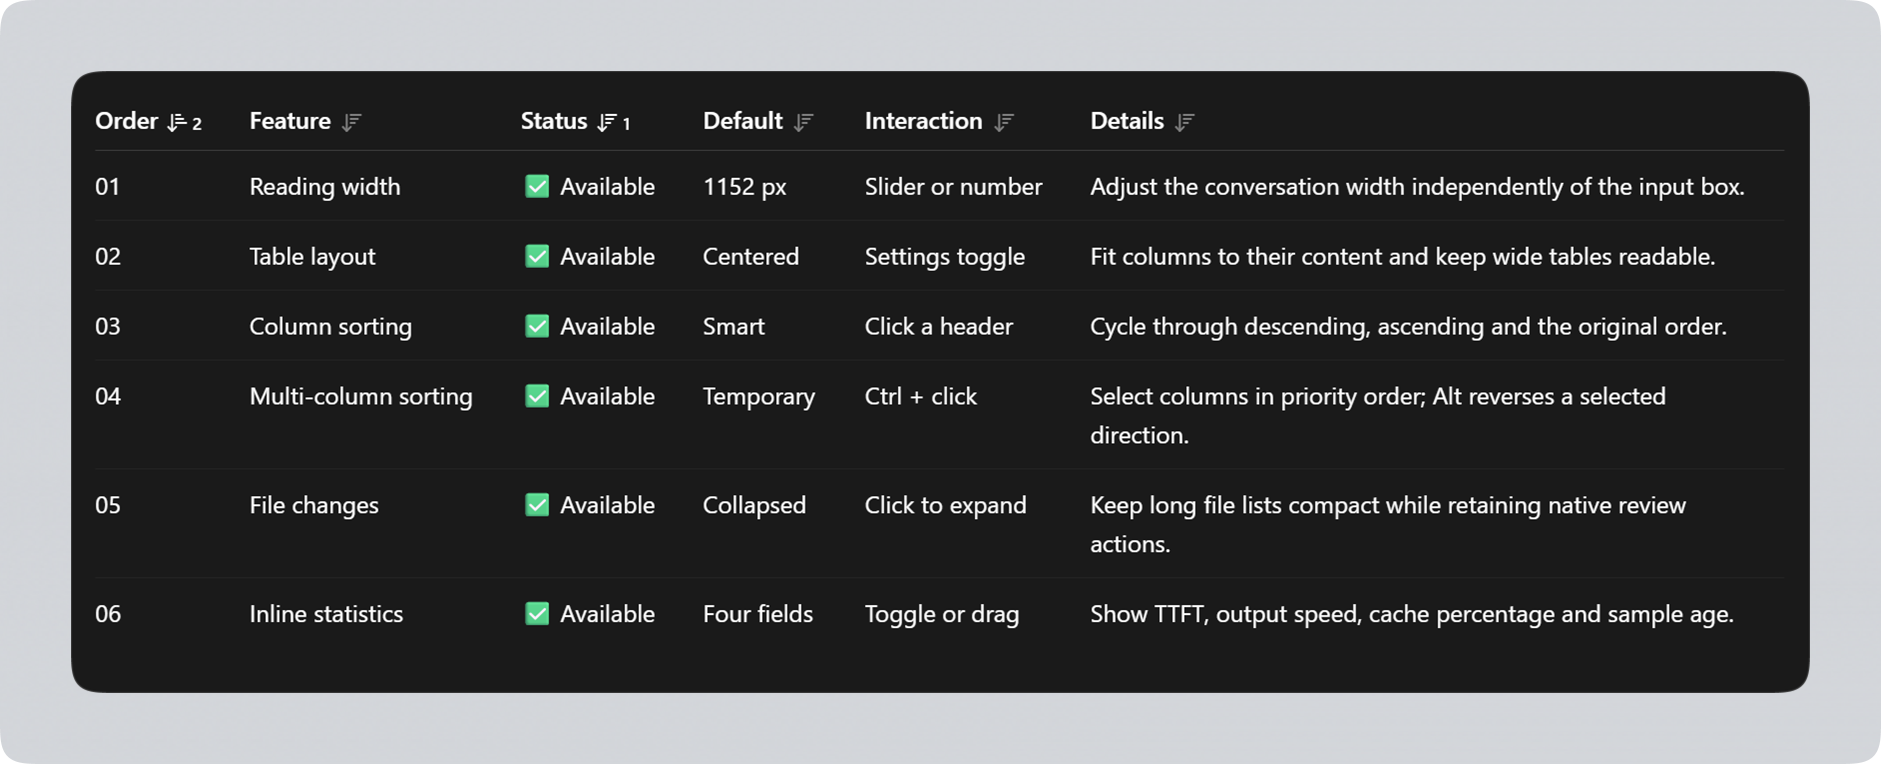 Order 2 Feature Status 1 Default Interaction Details
01 Reading width ✅ Available 1152 px Slider or number Adjust the conversation width independently of the input box.
02 Table layout ✅ Available Centered Settings toggle Fit columns to their content and keep wide tables readable.
03 Column sorting ✅ Available Smart Click a header Cycle through descending, ascending and the original order.
04 Multi-column sorting ✅ Available Temporary Ctrl + click Select columns in priority order; Alt reverses a selected
direction.
05 File changes ✅ Available Collapsed Click to expand Keep long file lists compact while retaining native review
actions.
06 Inline statistics ✅ Available Four fields Toggle or drag Show TTFT, output speed, cache percentage and sample age.